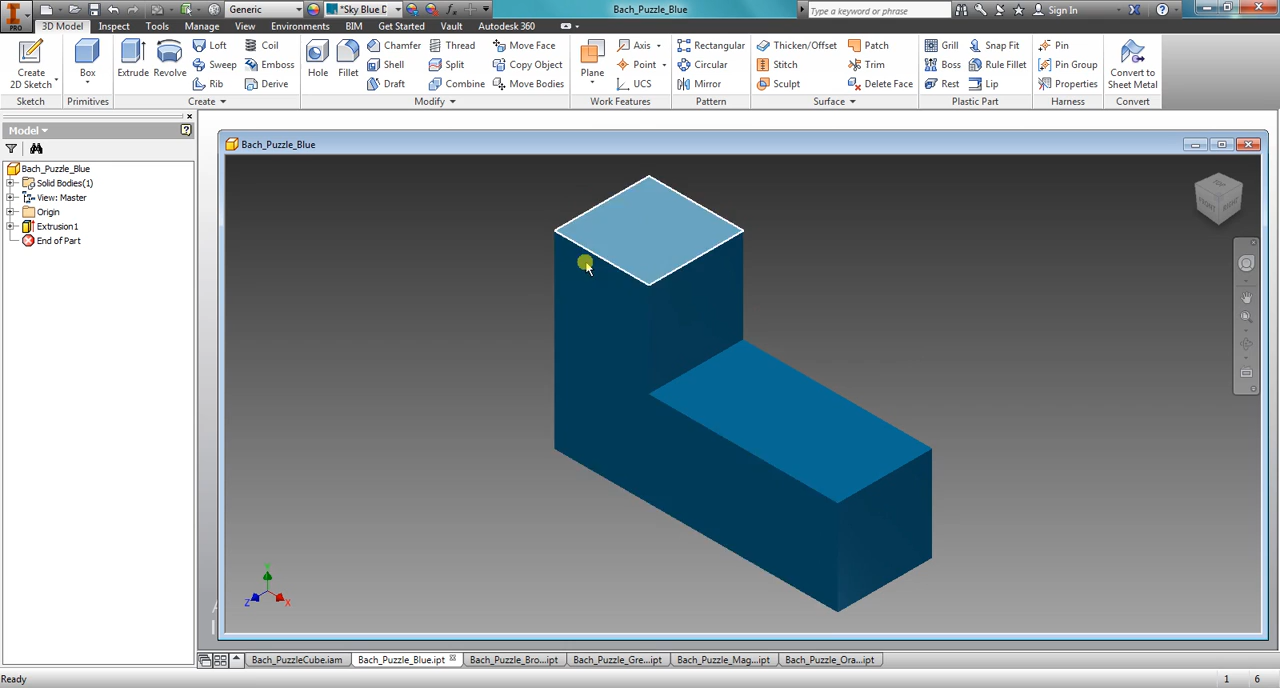 Generic
"Sky Blue D
Bach_Puzzle_Blue
Type a keyword or phrase
Sign In
PRO
3D Model
Inspect
Tools
Manage
View
Environments
BIM
Get Started
Vault
Autodesk 360
Create
2D Sketch
Sketch
Box
Primitives
Extrude
Revolve
Loft
Sweep
Rib
Coil
Emboss
Derive
Create
Hole
Fillet
Chamfer
Shell
Draft
Thread
Split
Combine
Move Face
Copy Object
Move Bodies
Modify
Plane
Axis
Point
UCS
Work Features
Rectangular
Circular
Mirror
Pattern
Thicken/Offset
Stitch
Sculpt
Patch
Trim
Delete Face
Surface
Grill
Boss
Rest
Snap Fit
Rule Fillet
Lip
Plastic Part
Pin
Pin Group
Properties
Harness
Convert to
Sheet Metal
Convert
Model
Bach_Puzzle_Blue
Solid Bodies(1)
View: Master
Origin
Extrusion1
End of Part
Bach_Puzzle_Blue
TOP
FRONT
RIGHT
Z
X
Bach_PuzzleCube.iam
Bach_Puzzle_Blue.ipt
Bach_Puzzle_Bro...ipt
Bach_Puzzle_Gre...ipt
Bach_Puzzle_Mag...ipt
Bach_Puzzle_Ora...ipt
Ready
1
6